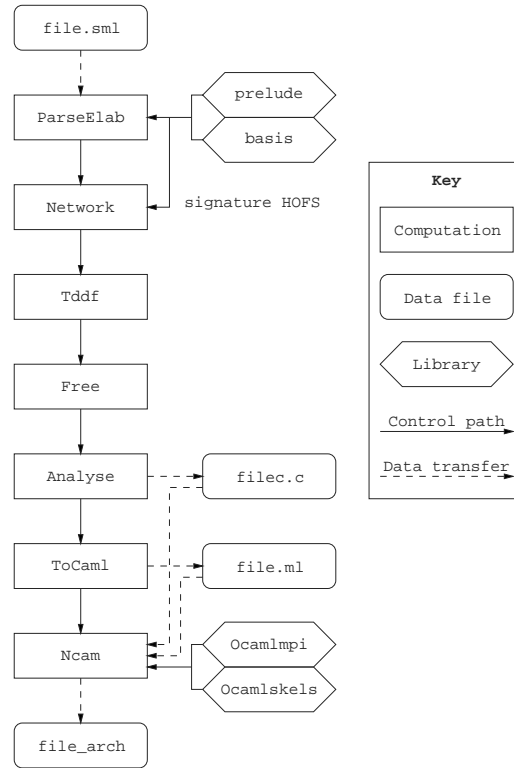 file.sml
prelude
ParseElab
basis
Key
Network
signature HOFS
Computation
Tddf
Data file
Free
Library
Control path
Analyse
filec.c
Data transfer
ToCaml
file.ml
Ocamlmpi
Ncam
Ocamlskels
file_arch